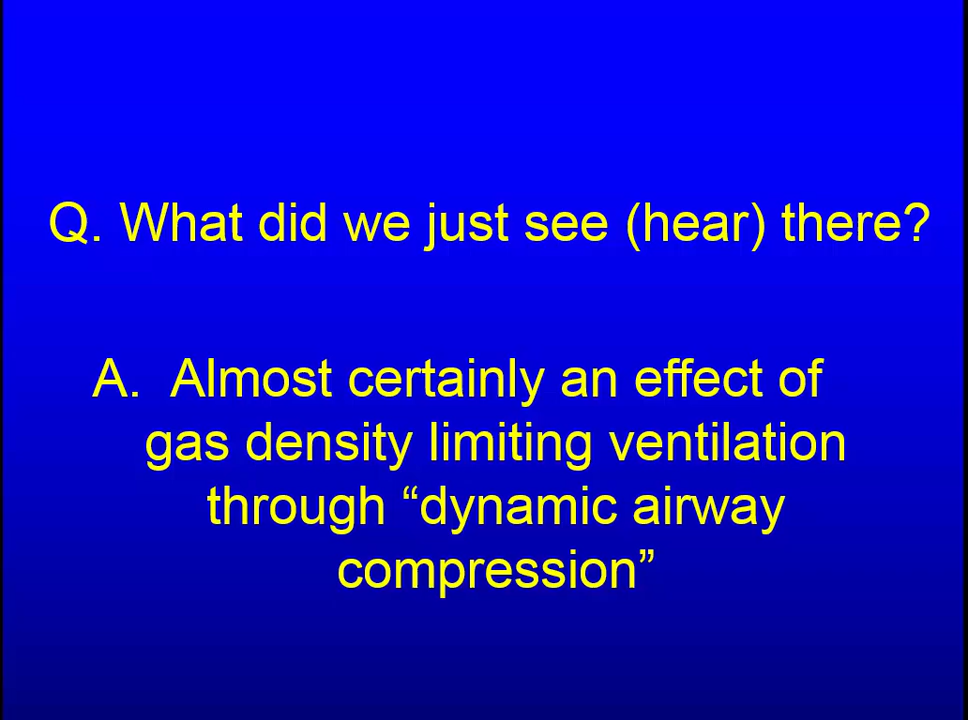 Q. What did we just see (hear) there?
A. Almost certainly an effect of
gas density limiting ventilation
through “dynamic airway
compression”